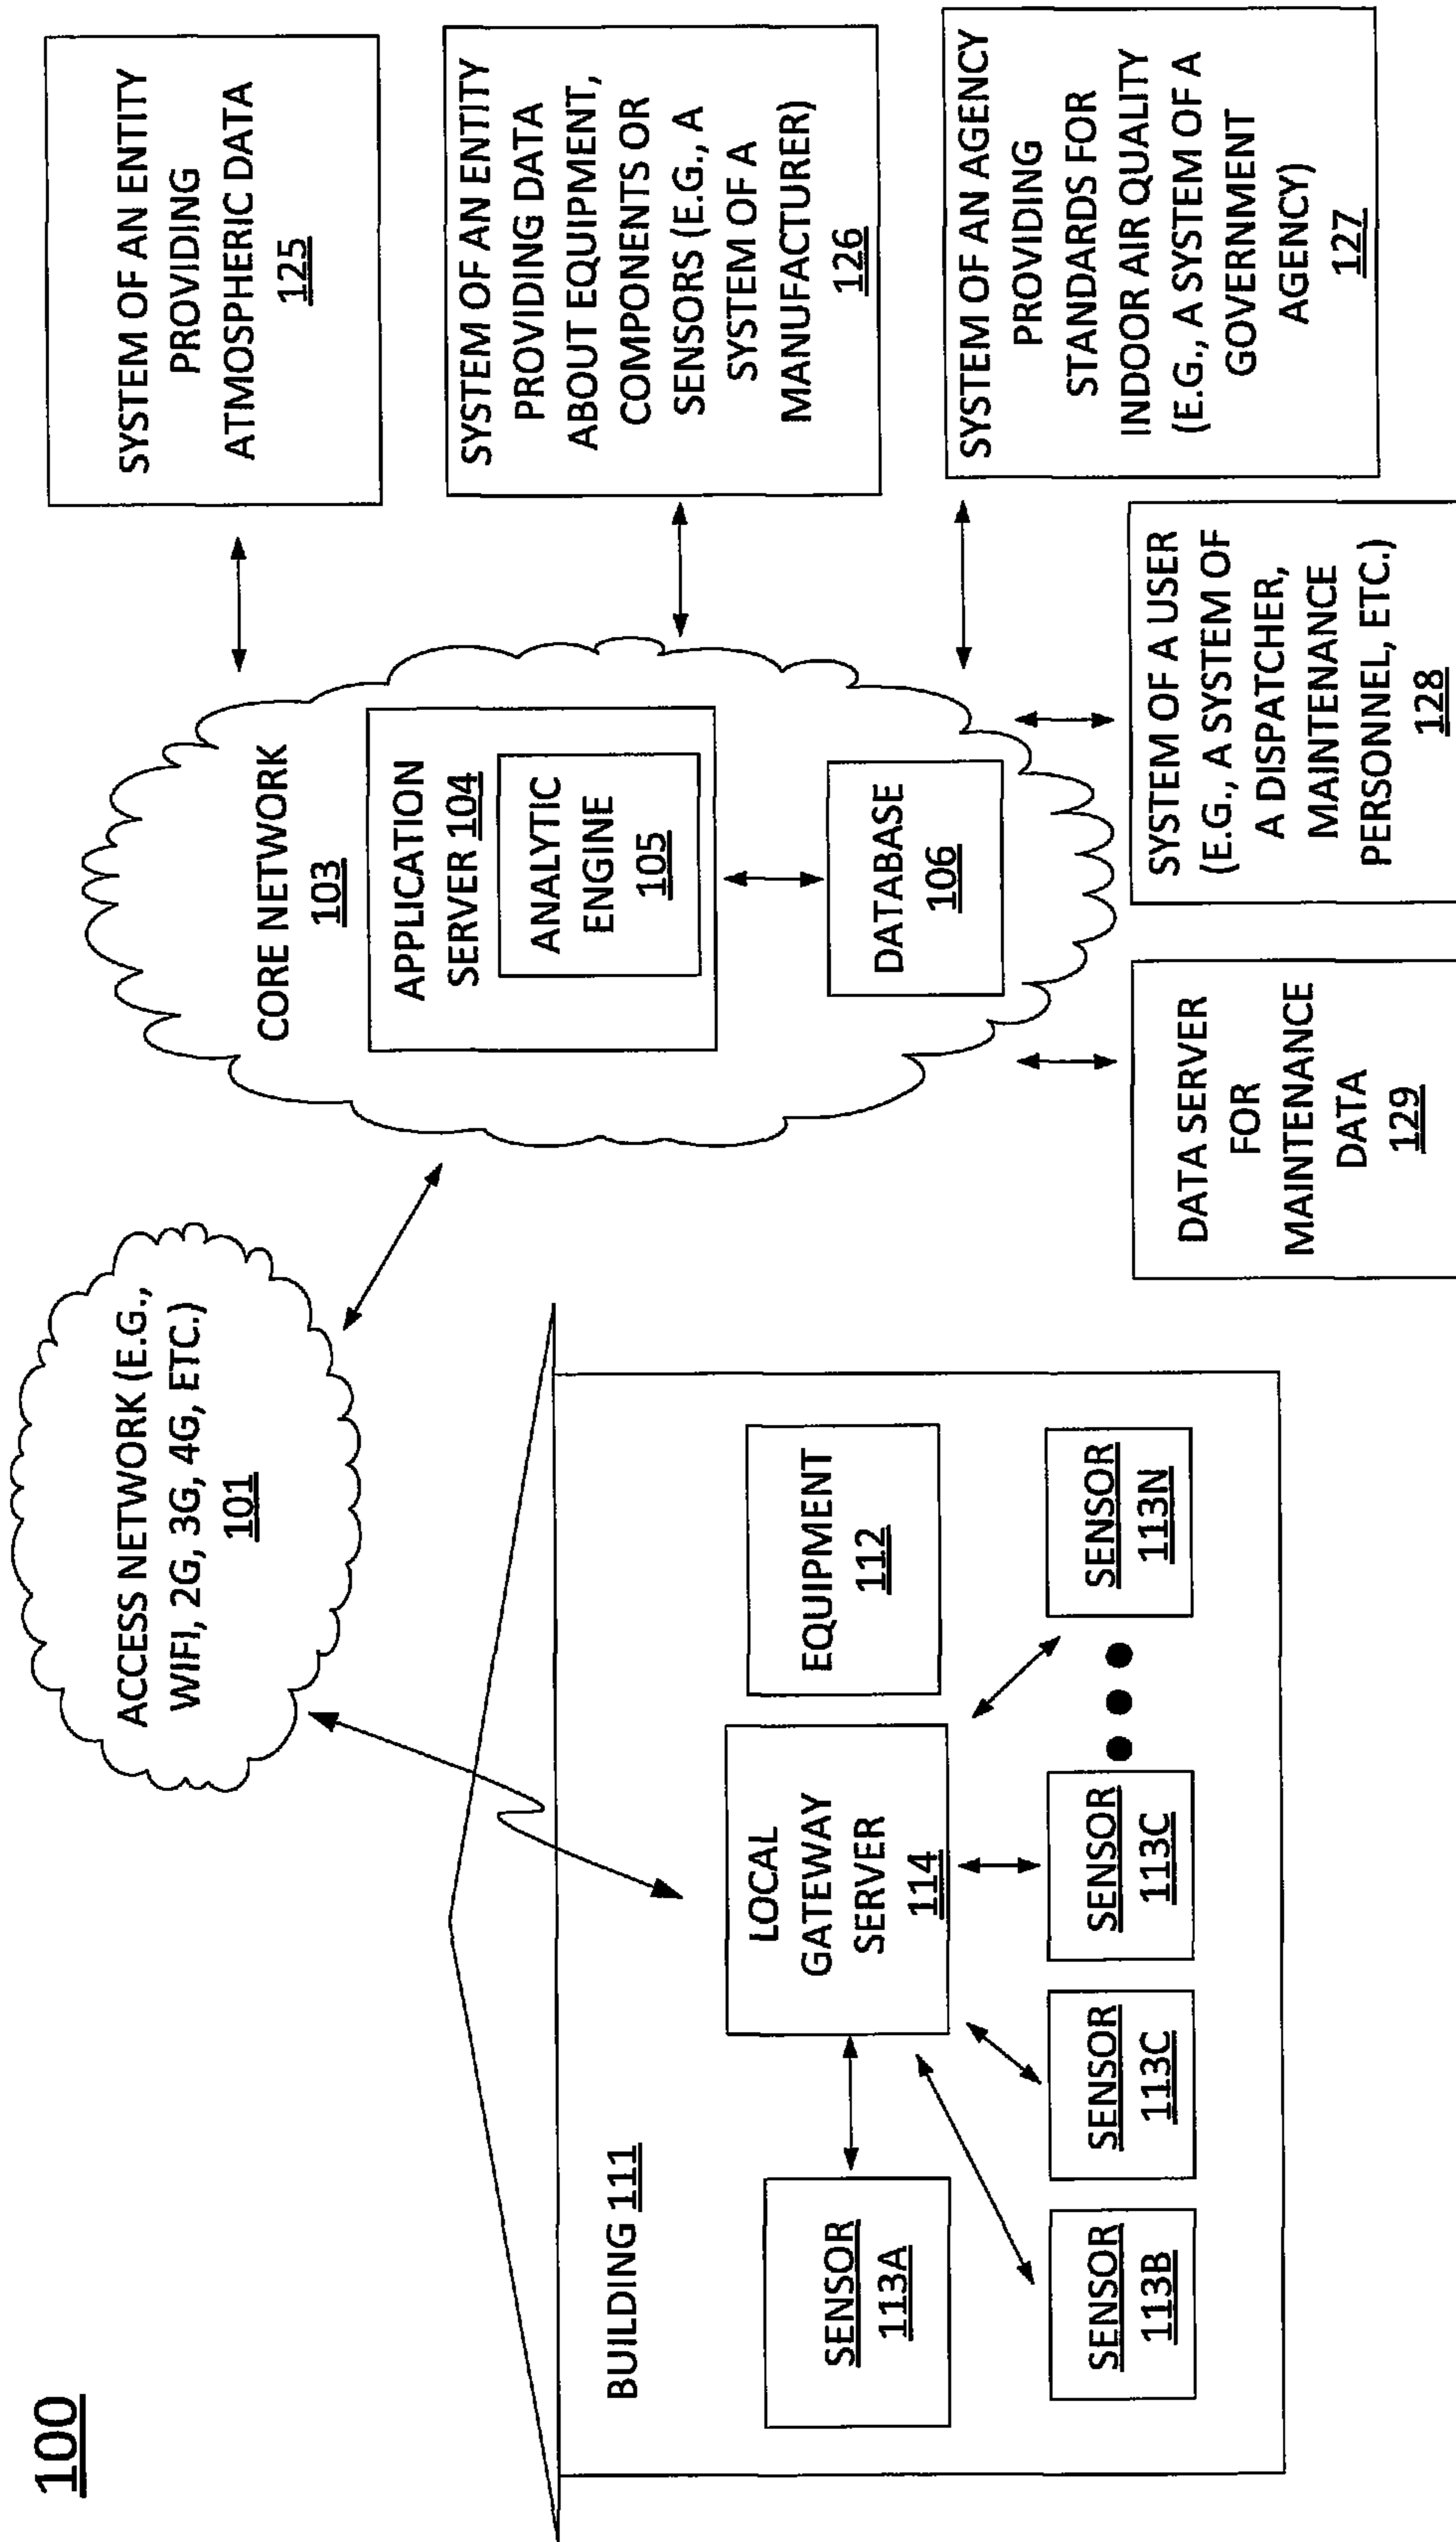 100
ACCESS NETWORK (E.G.,
WIFI, 2G, 3G, 4G, ETC.)
101
CORE NETWORK
103
APPLICATION
SERVER 104
ANALYTIC
ENGINE
105
DATABASE
106
SYSTEM OF AN ENTITY
PROVIDING
ATMOSPHERIC DATA
125
SYSTEM OF AN ENTITY
PROVIDING DATA
ABOUT EQUIPMENT,
COMPONENTS OR
SENSORS (E.G., A
SYSTEM OF A
MANUFACTURER)
126
SYSTEM OF AN AGENCY
PROVIDING
STANDARDS FOR
INDOOR AIR QUALITY
(E.G., A SYSTEM OF A
GOVERNMENT
AGENCY)
127
SYSTEM OF A USER
(E.G., A SYSTEM OF
A DISPATCHER,
MAINTENANCE
PERSONNEL, ETC.)
128
DATA SERVER
FOR
MAINTENANCE
DATA
129
BUILDING 111
SENSOR
113A
LOCAL
GATEWAY
SERVER
114
EQUIPMENT
112
SENSOR
113B
SENSOR
113C
SENSOR
113C
SENSOR
113N